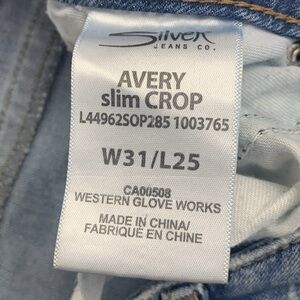 Silver
JEANS CO.
AVERY
slim CROP
L44962SOP285 1003765
W31/L25
CA00508
WESTERN GLOVE WORKS
MADE IN CHINA/
FABRIQUÉ EN CHINE